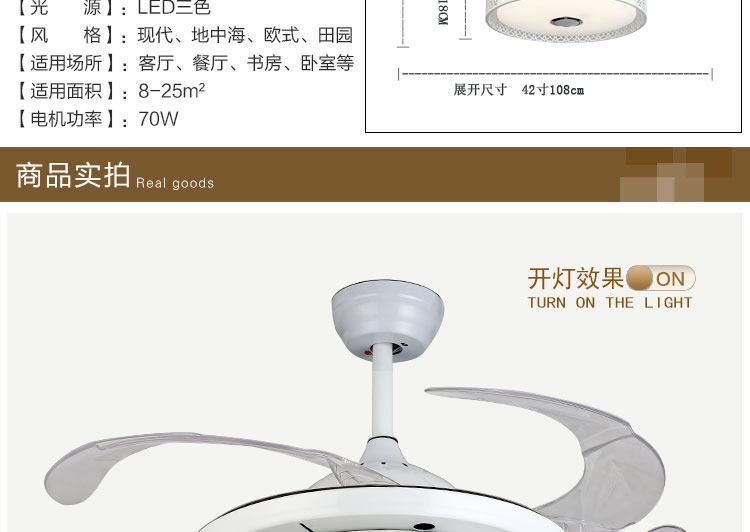 【光　　源】：LED三色
【风　　格】：现代、地中海、欧式、田园
【适用场所】：客厅、餐厅、书房、卧室等
【适用面积】：8-25m²
【电机功率】：70W
18CM
展开尺寸 42寸108cm
商品实拍 Real goods
开灯效果 ON
TURN ON THE LIGHT